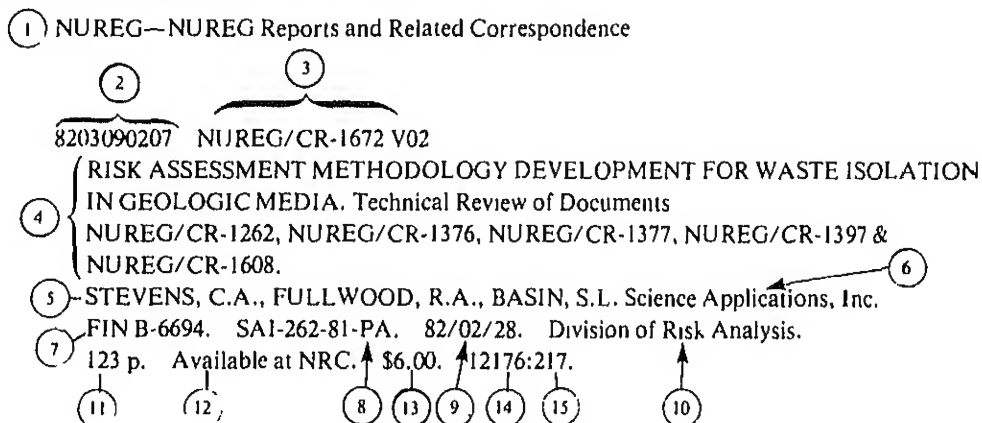 1 NUREG—NUREG Reports and Related Correspondence
2 3
8203090207 NUREG/CR-1672 V02
RISK ASSESSMENT METHODOLOGY DEVELOPMENT FOR WASTE ISOLATION
IN GEOLOGIC MEDIA. Technical Review of Documents
4 NUREG/CR-1262, NUREG/CR-1376, NUREG/CR-1377, NUREG/CR-1397 &
NUREG/CR-1608. 6
5 STEVENS, C.A., FULLWOOD, R.A., BASIN, S.L. Science Applications, Inc.
7 FIN B-6694. SAI-262-81-PA. 82/02/28. Division of Risk Analysis.
123 p. Available at NRC. $6.00. 12176:217.
11 12 8 13 9 14 15 10